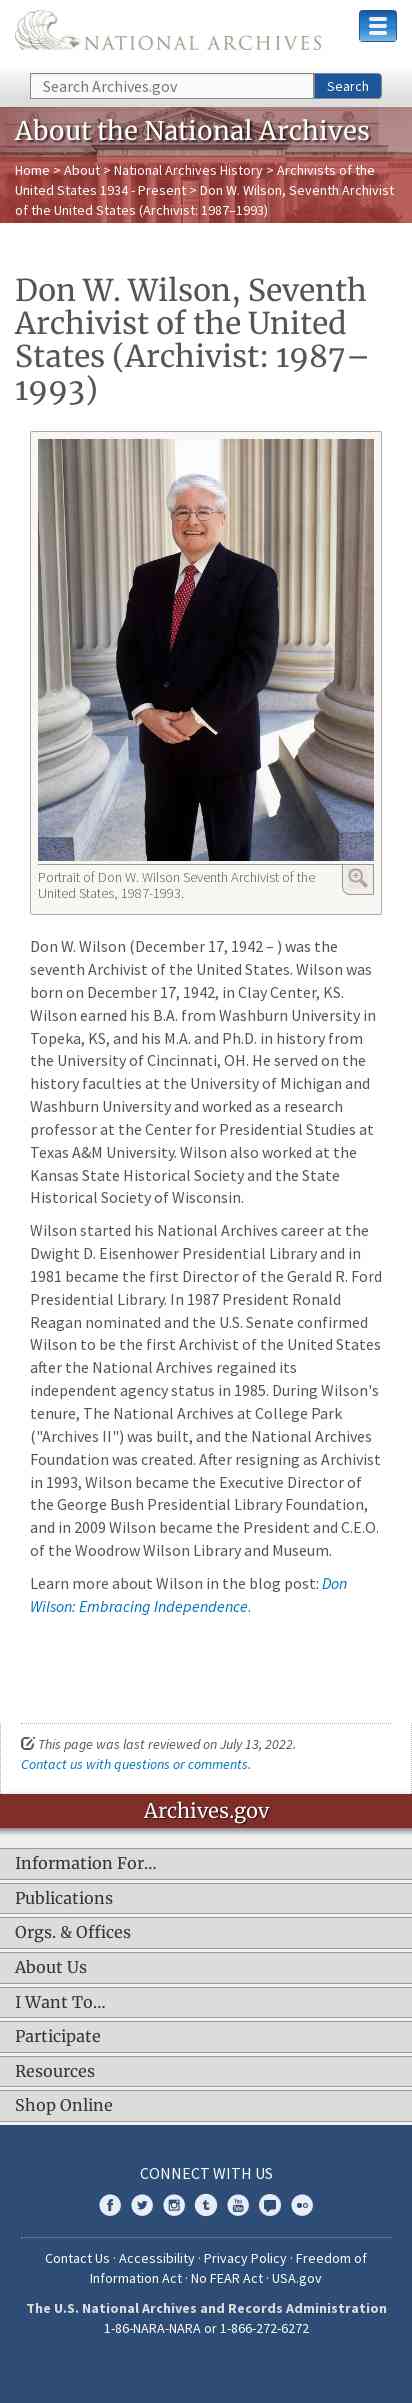 NATIONAL ARCHIVES
Search Archives.gov
Search
About the National Archives
Home > About > National Archives History > Archivists of the
United States 1934 - Present > Don W. Wilson, Seventh Archivist
of the United States (Archivist: 1987–1993)
Don W. Wilson, Seventh
Archivist of the United
States (Archivist: 1987–
1993)
Portrait of Don W. Wilson Seventh Archivist of the
United States, 1987-1993.
Don W. Wilson (December 17, 1942 – ) was the
seventh Archivist of the United States. Wilson was
born on December 17, 1942, in Clay Center, KS.
Wilson earned his B.A. from Washburn University in
Topeka, KS, and his M.A. and Ph.D. in history from
the University of Cincinnati, OH. He served on the
history faculties at the University of Michigan and
Washburn University and worked as a research
professor at the Center for Presidential Studies at
Texas A&M University. Wilson also worked at the
Kansas State Historical Society and the State
Historical Society of Wisconsin.
Wilson started his National Archives career at the
Dwight D. Eisenhower Presidential Library and in
1981 became the first Director of the Gerald R. Ford
Presidential Library. In 1987 President Ronald
Reagan nominated and the U.S. Senate confirmed
Wilson to be the first Archivist of the United States
after the National Archives regained its
independent agency status in 1985. During Wilson's
tenure, The National Archives at College Park
("Archives II") was built, and the National Archives
Foundation was created. After resigning as Archivist
in 1993, Wilson became the Executive Director of
the George Bush Presidential Library Foundation,
and in 2009 Wilson became the President and C.E.O.
of the Woodrow Wilson Library and Museum.
Learn more about Wilson in the blog post: Don
Wilson: Embracing Independence.
This page was last reviewed on July 13, 2022.
Contact us with questions or comments.
Archives.gov
Information For…
Publications
Orgs. & Offices
About Us
I Want To…
Participate
Resources
Shop Online
CONNECT WITH US
Contact Us · Accessibility · Privacy Policy · Freedom of
Information Act · No FEAR Act · USA.gov
The U.S. National Archives and Records Administration
1-86-NARA-NARA or 1-866-272-6272